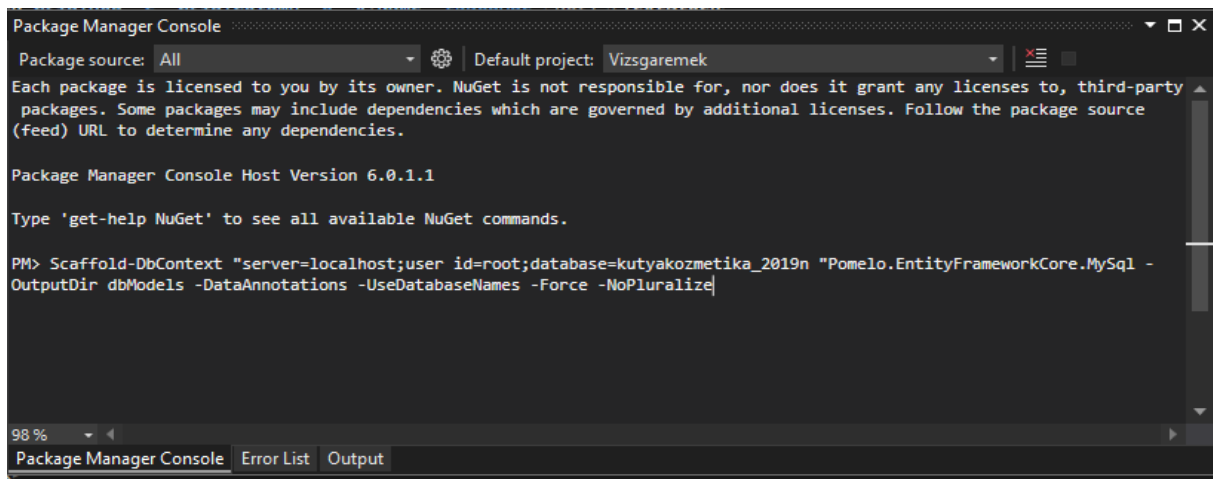 Package Manager Console
Package source: All Default project: Vizsgaremek
Each package is licensed to you by its owner. NuGet is not responsible for, nor does it grant any licenses to, third-party
packages. Some packages may include dependencies which are governed by additional licenses. Follow the package source
(feed) URL to determine any dependencies.
Package Manager Console Host Version 6.0.1.1
Type 'get-help NuGet' to see all available NuGet commands.
PM> Scaffold-DbContext "server=localhost;user id=root;database=kutyakozmetika_2019n "Pomelo.EntityFrameworkCore.MySql -
OutputDir dbModels -DataAnnotations -UseDatabaseNames -Force -NoPluralize
98 %
Package Manager Console Error List Output